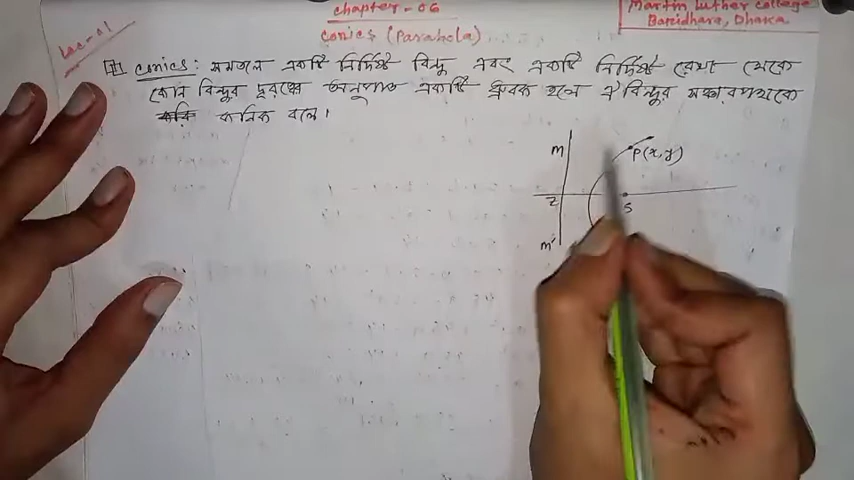 Chapter-06
Conics (Parabola)
Martin Luther College
Baridhara, Dhaka
Lec-01
Conics: সমতলে একটি নির্দিষ্ট বিন্দু এবং একটি নির্দিষ্ট রেখা থেকে
কোন বিন্দুর দূরত্বের অনুপাত একটি ধ্রুবক হলে ঐ বিন্দুর সঞ্চারপথকে
কনিক বলে।
M
P(x,y)
Z
S
M'